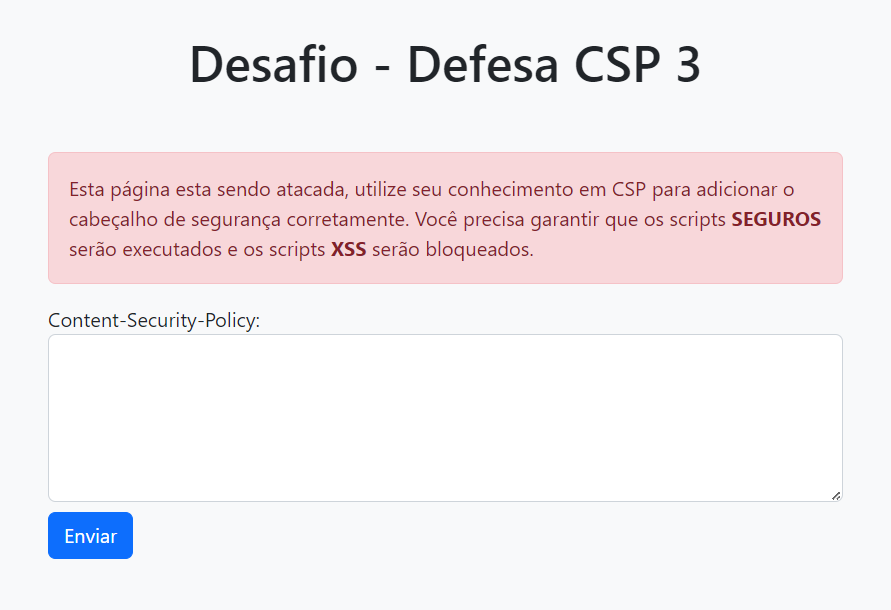 Desafio - Defesa CSP 3
Esta página esta sendo atacada, utilize seu conhecimento em CSP para adicionar o
cabeçalho de segurança corretamente. Você precisa garantir que os scripts SEGUROS
serão executados e os scripts XSS serão bloqueados.
Content-Security-Policy:
Enviar